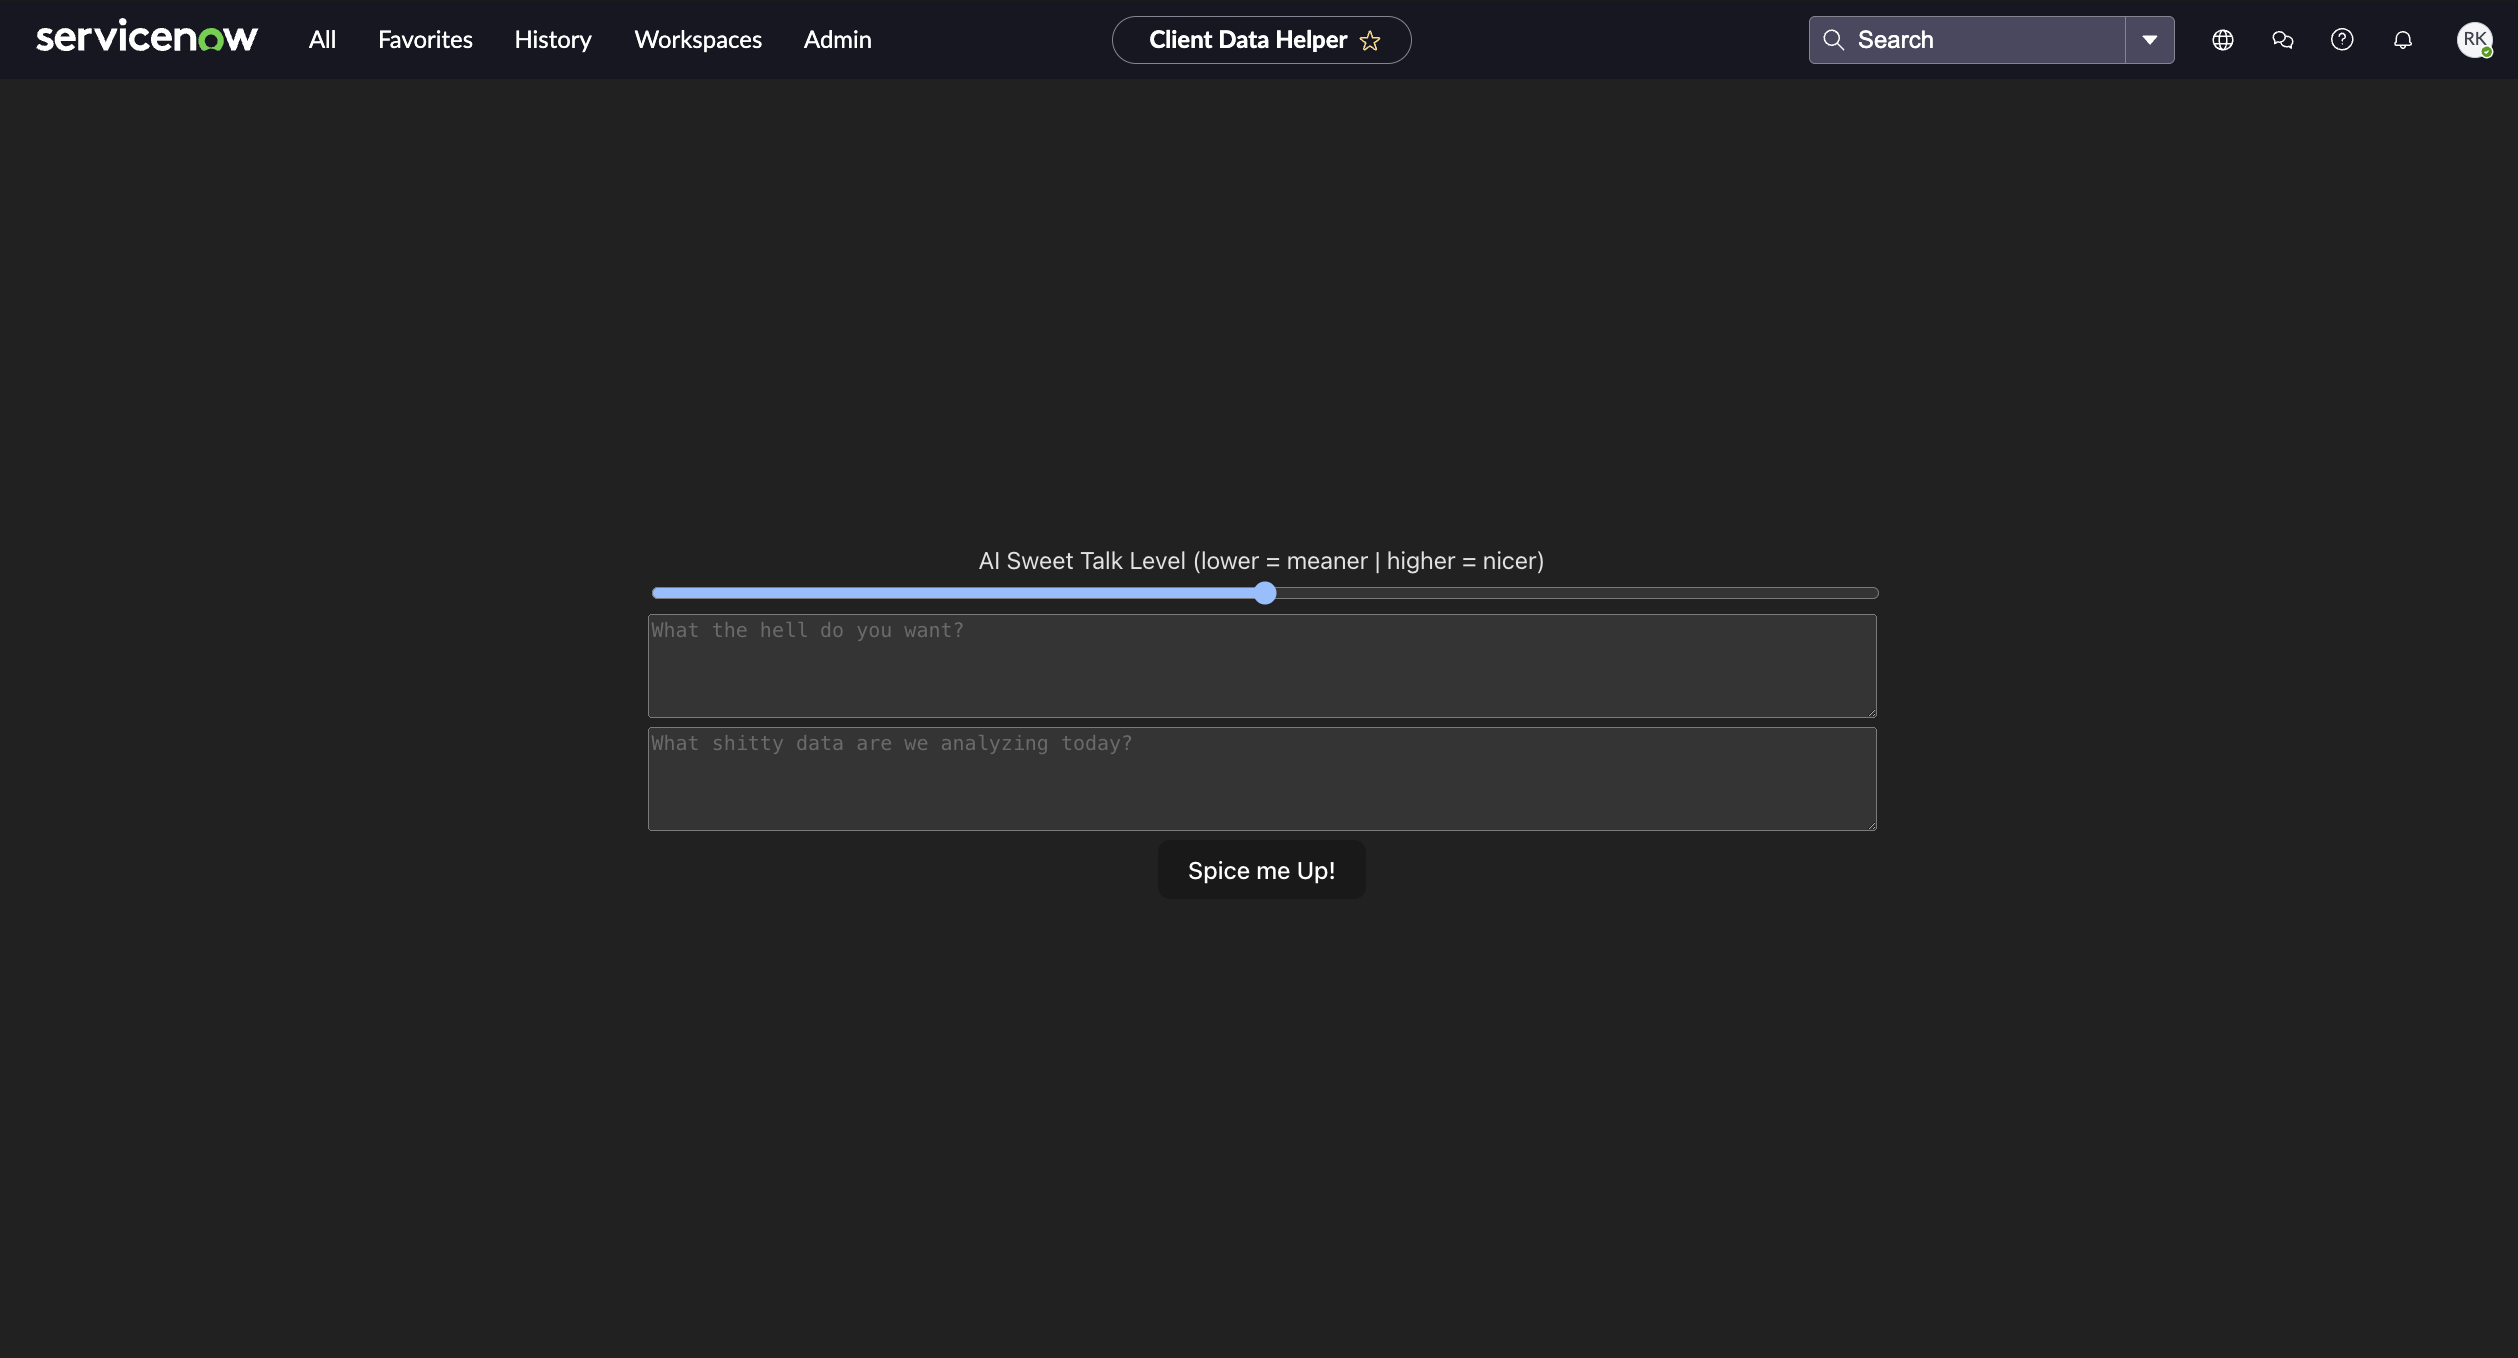 servicenow All Favorites History Workspaces Admin Client Data Helper Search RK
AI Sweet Talk Level (lower = meaner | higher = nicer)
What the hell do you want?
What shitty data are we analyzing today?
Spice me Up!